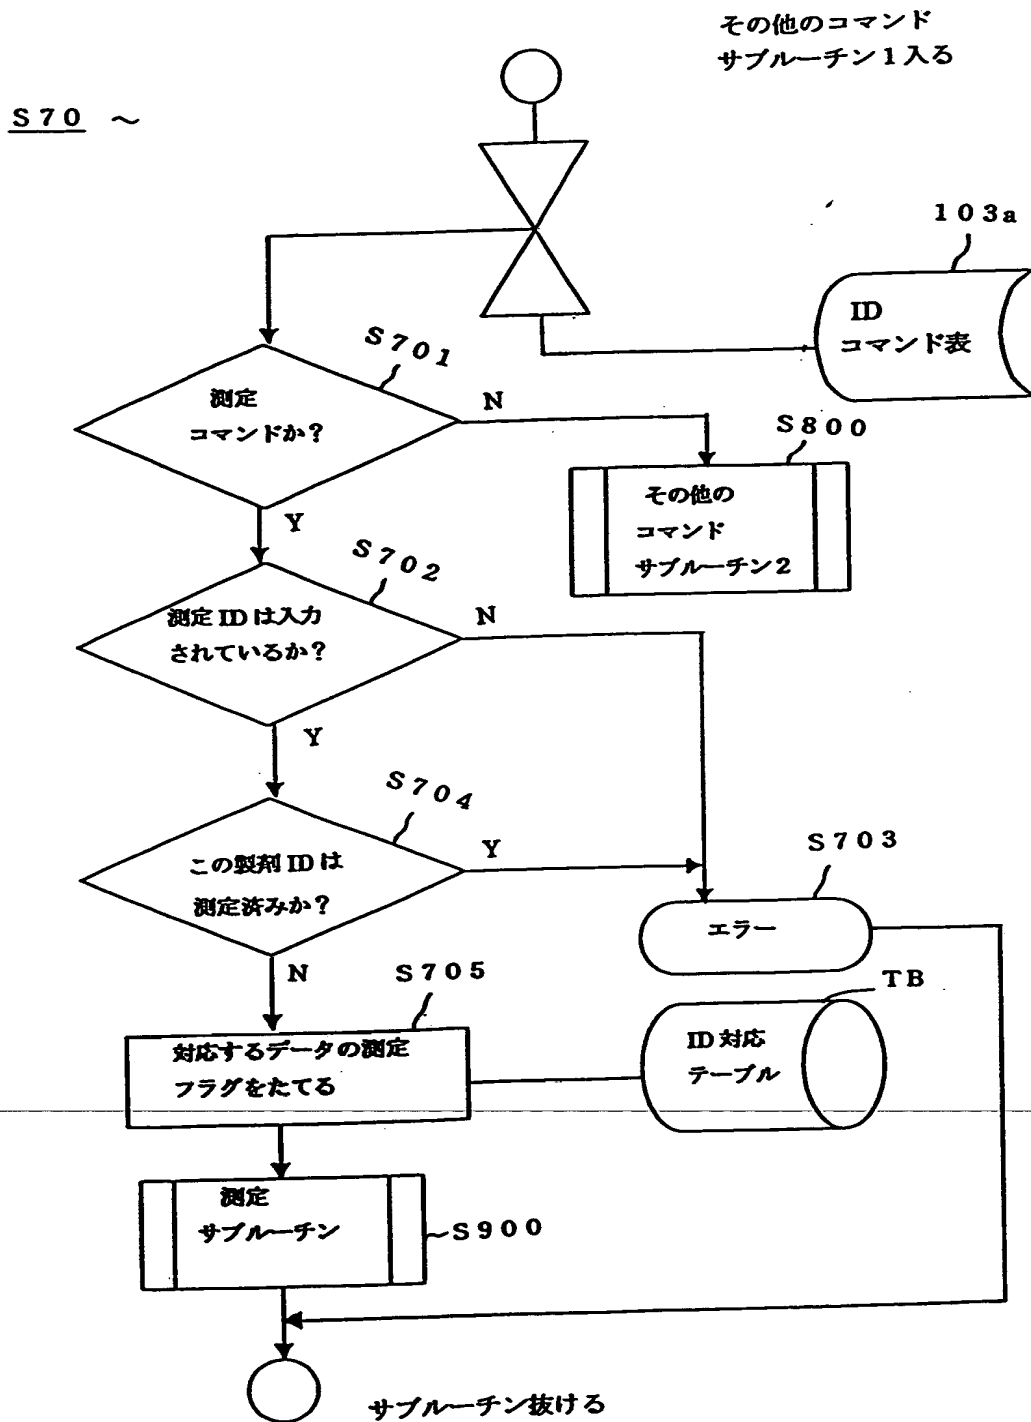 その他のコマンド
サブルーチン1入る
S70 ~
103a
ID
コマンド表
S701
測定
コマンドか?
N
S800
その他の
コマンド
サブルーチン2
Y
S702
測定IDは入力
されているか?
N
Y
S704
この製剤IDは
測定済みか?
Y
S703
エラー
N
S705
対応するデータの測定
フラグをたてる
TB
ID対応
テーブル
測定
サブルーチン
~S900
サブルーチン抜ける